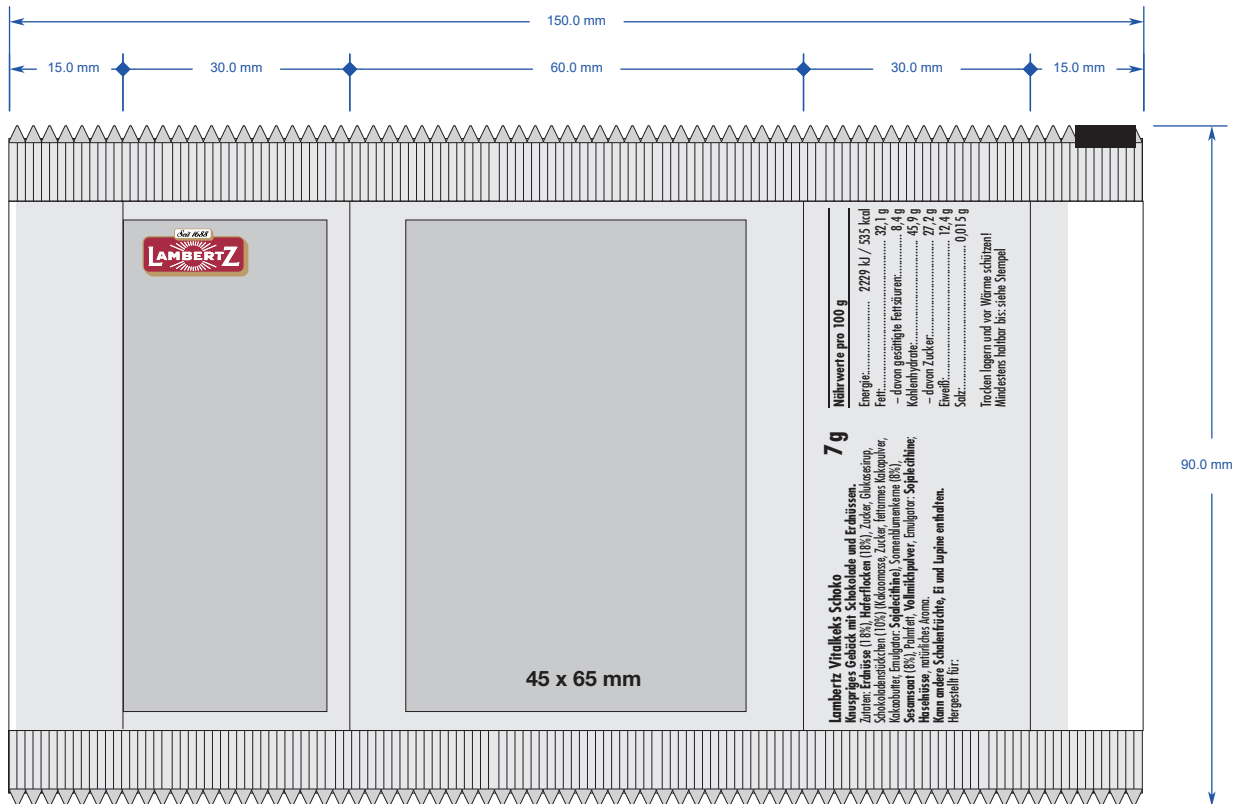 150.0 mm
15.0 mm
30.0 mm
60.0 mm
30.0 mm
15.0 mm
90.0 mm
Seit 1688
LAMBERTZ
45 x 65 mm
Lambertz Vitalkeks Schoko
7 g
Knuspriges Gebäck mit Schokolade und Erdnüssen.
Zutaten: Erdnüsse (18%), Haferflocken (18%), Zucker, Glukosesirup,
Schokoladenstückchen (10%) (Kakaomasse, Zucker, fettarmes Kakaopulver,
Kakaobutter, Emulgator: Sojalecithine), Sonnenblumenkerne (8%),
Sesamsaat (8%), Palmfett, Vollmilchpulver, Emulgator: Sojalecithine;
Haselnüsse, natürliches Aroma.
Kann andere Schalenfrüchte, Ei und Lupine enthalten.
Hergestellt für:
Nährwerte pro 100 g
Energie:................. 2229 kJ / 535 kcal
Fett:................................. 32,1 g
– davon gesättigte Fettsäuren:......... 8,4 g
Kohlenhydrate:...................... 45,9 g
– davon Zucker:...................... 27,2 g
Eiweiß:.............................. 12,4 g
Salz:................................ 0,015 g
Trocken lagern und vor Wärme schützen!
Mindestens haltbar bis: siehe Stempel